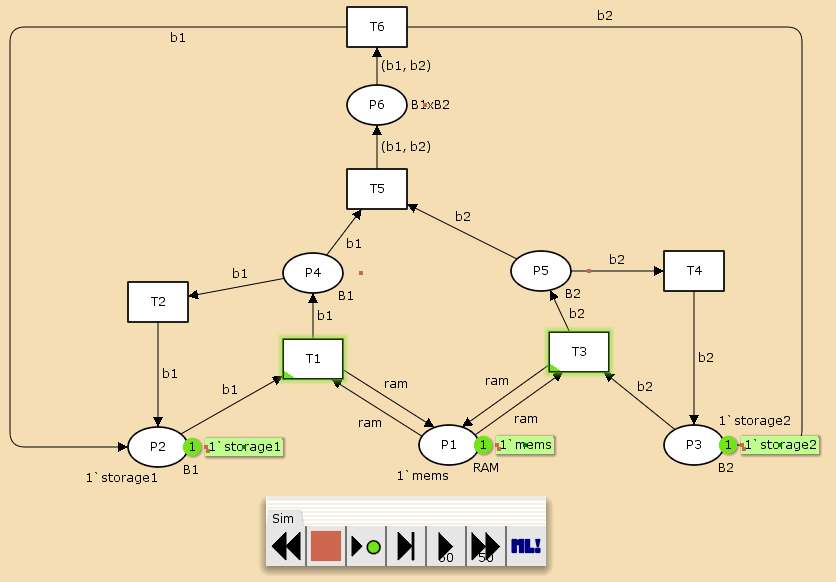 T6
b1
b2
(b1,b2)
P6
B1xB2
(b1,b2)
T5
b2
b1
P4
B1
b1
T2
P5
B2
b2
T4
b1
b2
T1
T3
b1
b1
ram
ram
ram
ram
b2
b2
P2
1
1`storage1
B1
1`storage1
P1
1
1`mems
RAM
1`mems
1`storage2
P3
1
1`storage2
B2
Sim
50
50
ML!